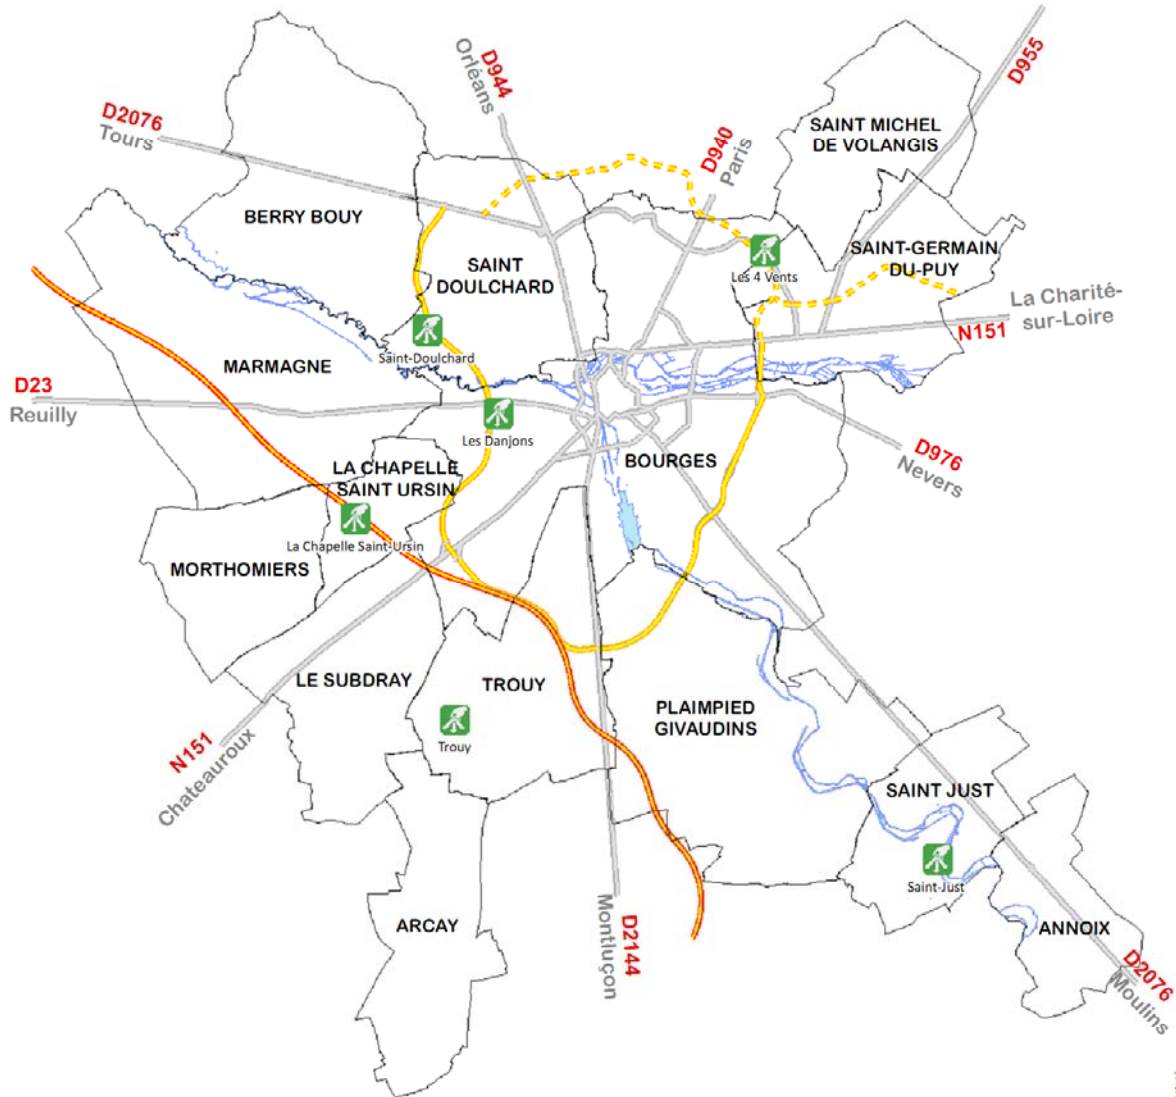 D955
D944
Orléans
D2076
Tours
SAINT MICHEL
DE VOLANGIS
D940
Paris
BERRY BOUY
SAINT-GERMAIN
DU-PUY
SAINT
DOULCHARD
Les 4 Vents
La Charité-
sur-Loire
N151
Saint-Doulchard
MARMAGNE
D23
Reuilly
Les Danjons
D976
Nevers
BOURGES
LA CHAPELLE
SAINT URSIN
La Chapelle Saint-Ursin
MORTHOMIERS
LE SUBDRAY
TROUY
PLAIMPIED
GIVAUDINS
Trouy
N151
Chateauroux
SAINT JUST
Saint-Just
ARCAY
D2144
Montluçon
ANNOIX
D2076
Moulins